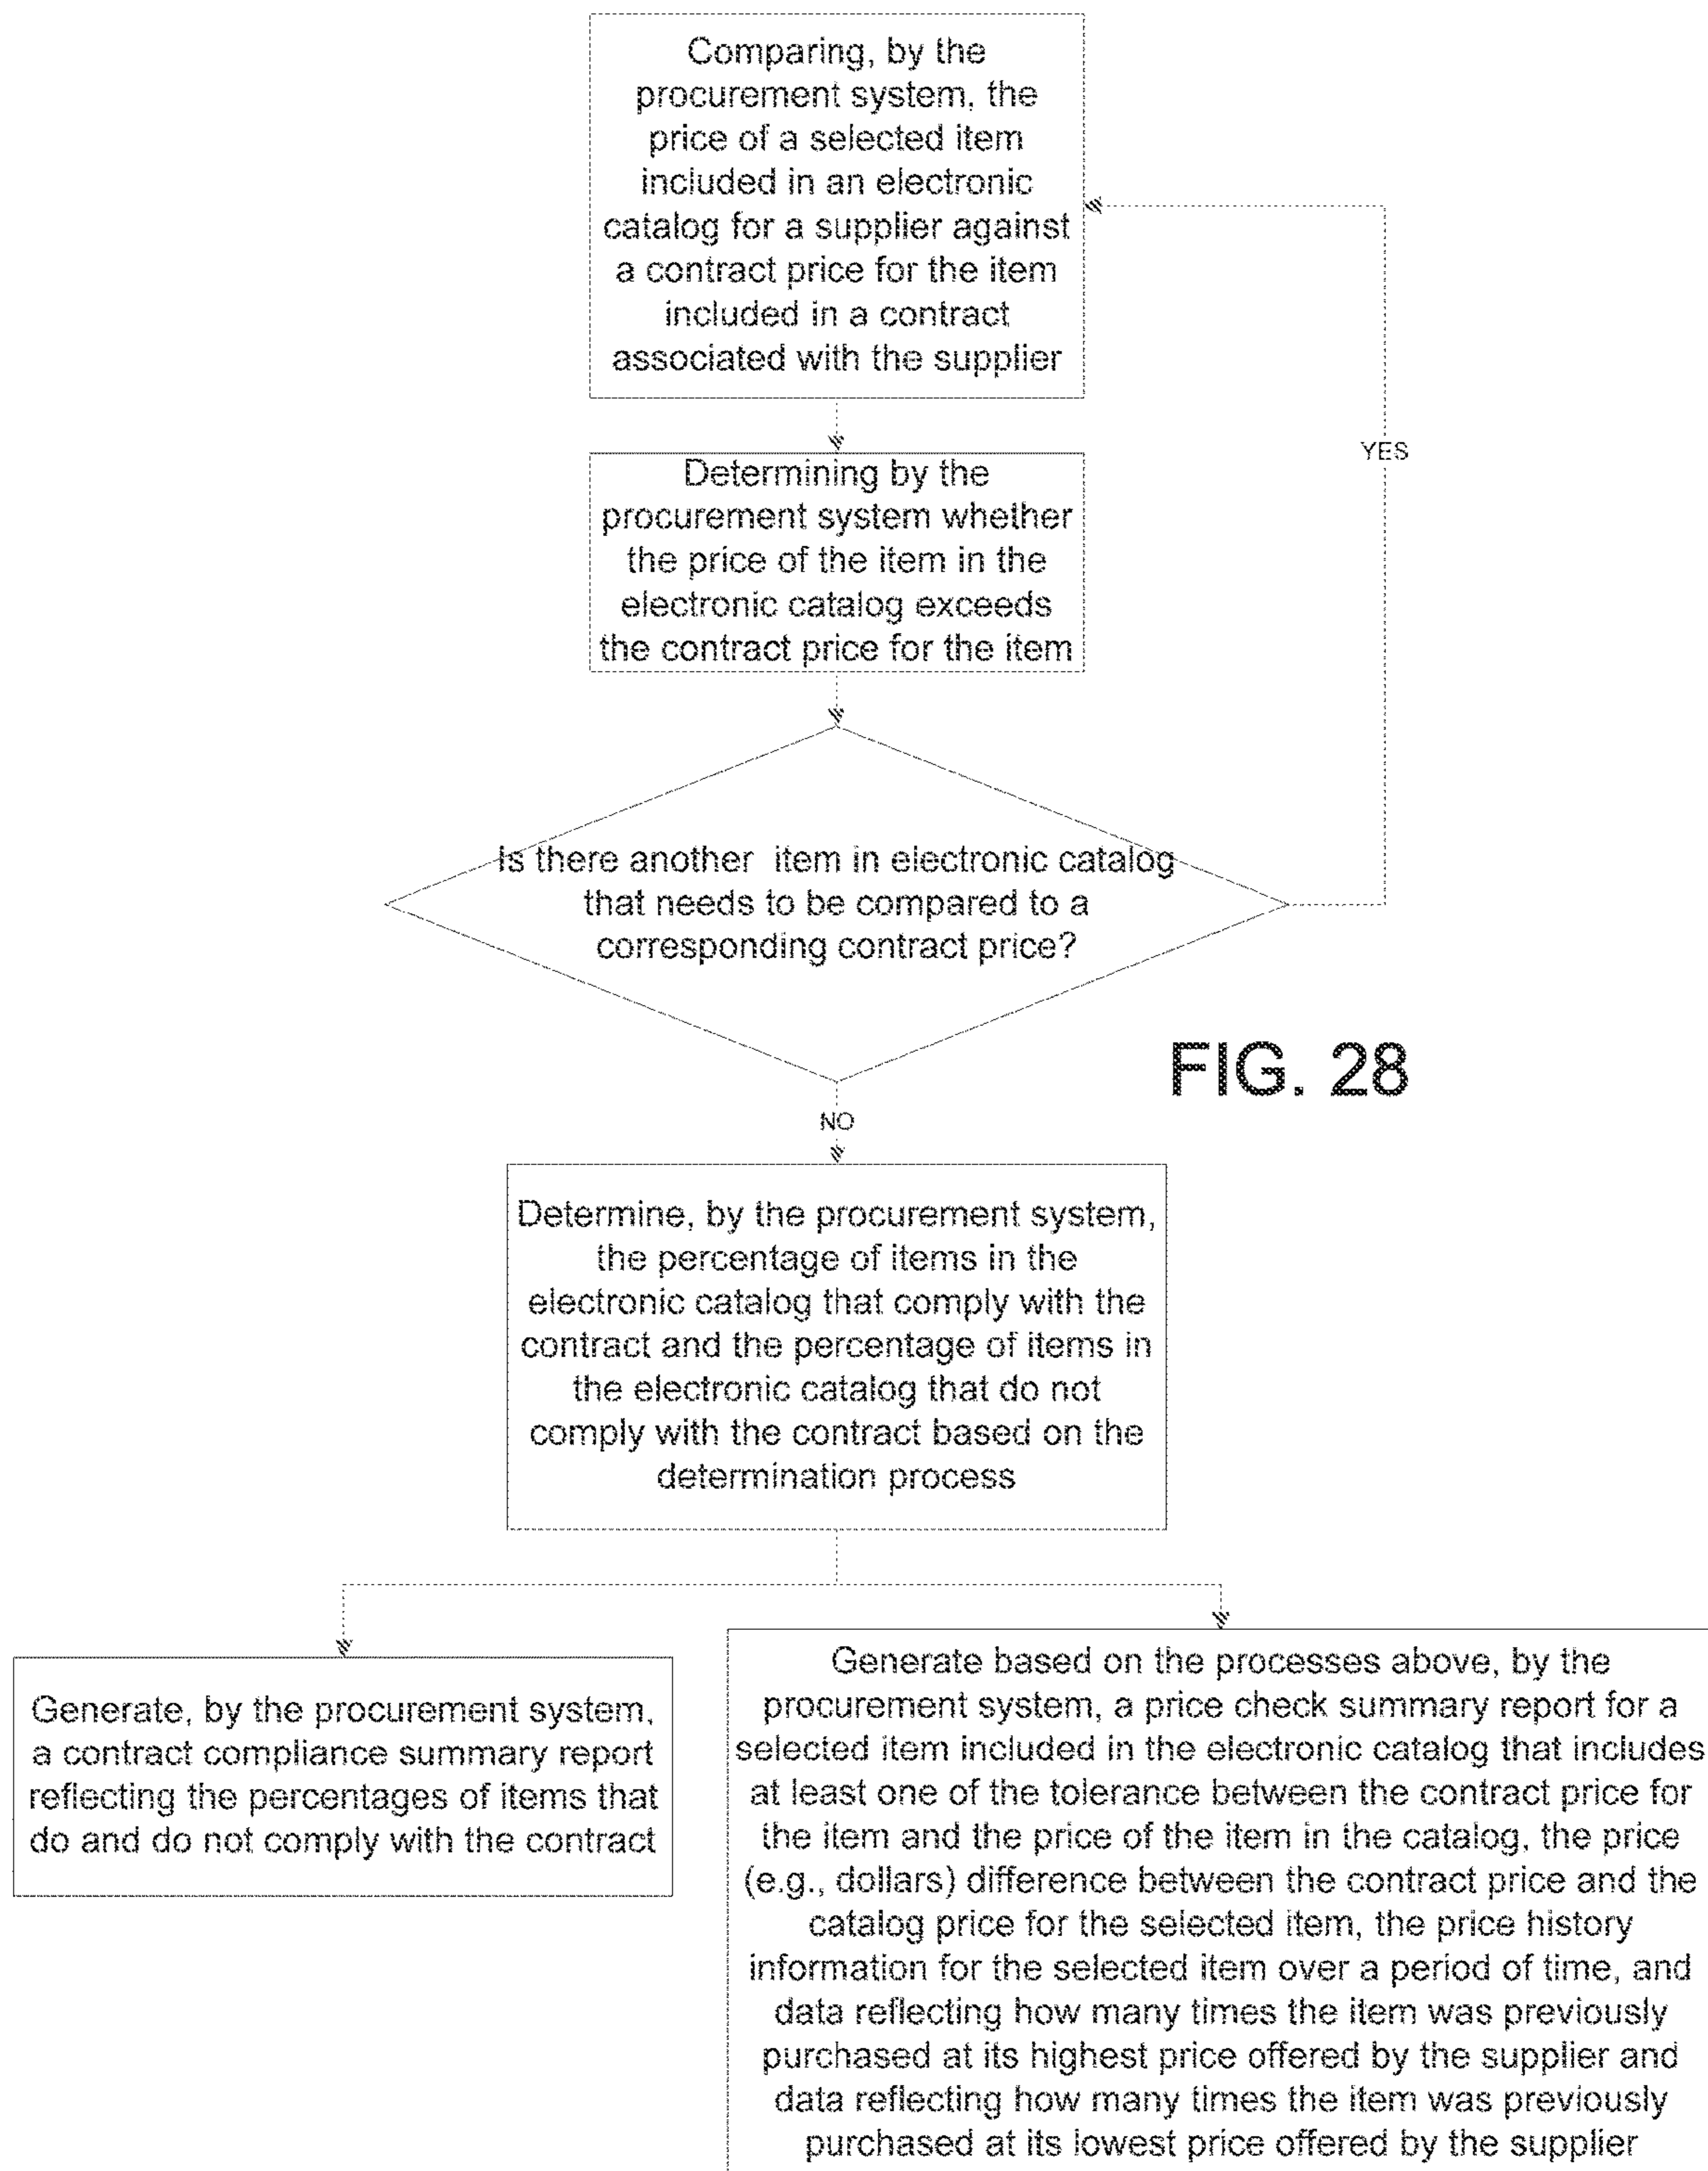 Comparing, by the
procurement system, the
price of a selected item
included in an electronic
catalog for a supplier against
a contract price for the item
included in a contract
associated with the supplier
YES
Determining by the
procurement system whether
the price of the item in the
electronic catalog exceeds
the contract price for the item
Is there another item in electronic catalog
that needs to be compared to a
corresponding contract price?
FIG. 28
NO
Determine, by the procurement system,
the percentage of items in the
electronic catalog that comply with the
contract and the percentage of items in
the electronic catalog that do not
comply with the contract based on the
determination process
Generate, by the procurement system,
a contract compliance summary report
reflecting the percentages of items that
do and do not comply with the contract
Generate based on the processes above, by the
procurement system, a price check summary report for a
selected item included in the electronic catalog that includes
at least one of the tolerance between the contract price for
the item and the price of the item in the catalog, the price
(e.g., dollars) difference between the contract price and the
catalog price for the selected item, the price history
information for the selected item over a period of time, and
data reflecting how many times the item was previously
purchased at its highest price offered by the supplier and
data reflecting how many times the item was previously
purchased at its lowest price offered by the supplier